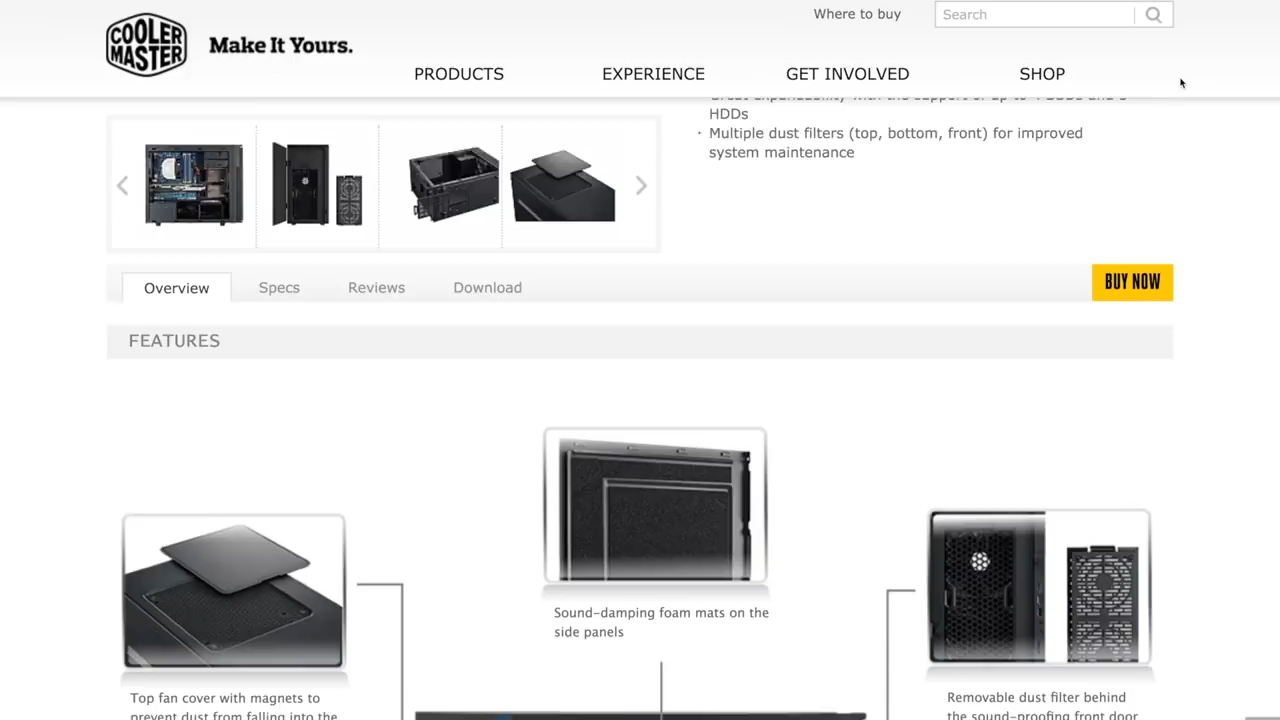 Where to buy
Search
COOLER
MASTER
Make It Yours.
PRODUCTS
EXPERIENCE
GET INVOLVED
SHOP
HDDs
· Multiple dust filters (top, bottom, front) for improved
system maintenance
Overview
Specs
Reviews
Download
BUY NOW
FEATURES
Sound-damping foam mats on the
side panels
Top fan cover with magnets to
prevent dust from falling into the
Removable dust filter behind
the sound-proofing front door